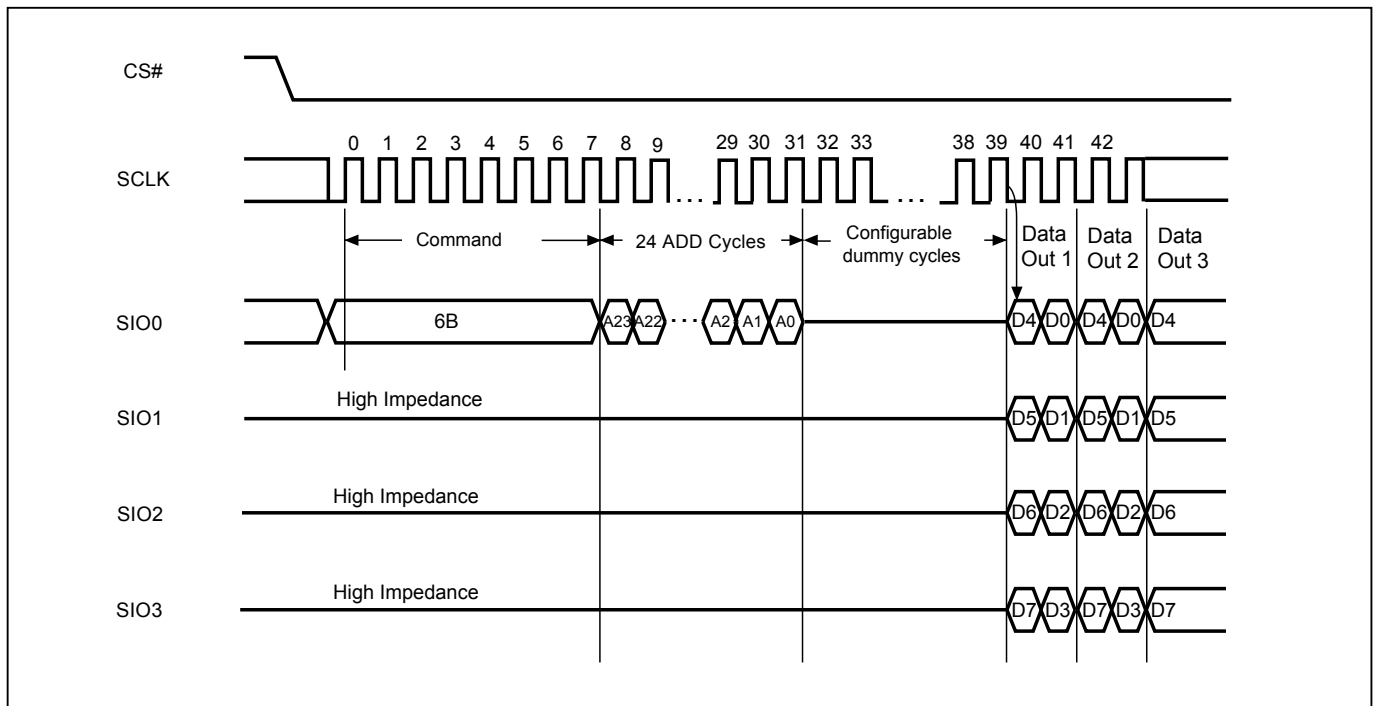 CS#
0 1 2 3 4 5 6 7 8 9 29 30 31 32 33 38 39 40 41 42
SCLK
. . . . . .
Command 24 ADD Cycles Configurable dummy cycles Data Out 1 Data Out 2 Data Out 3
SIO0 6B A23 A22 . . . A2 A1 A0 D4 D0 D4 D0 D4
High Impedance
SIO1 D5 D1 D5 D1 D5
High Impedance
SIO2 D6 D2 D6 D2 D6
High Impedance
SIO3 D7 D3 D7 D3 D7